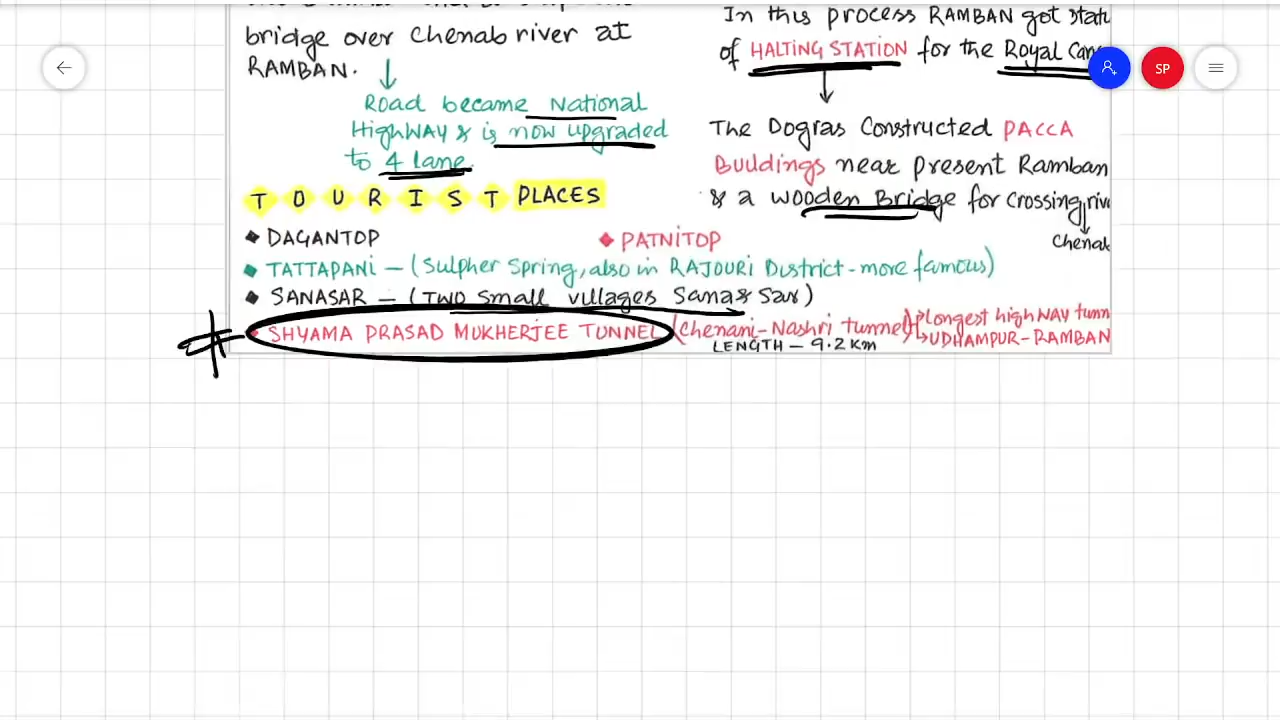 bridge over Chenab river at
RAMBAN.
Road became National
HighWAY & is now upgraded
to 4 lane.
In this process RAMBAN got
of HALTING STATION for the Royal
The Dogras Constructed PACCA
Buuldings near present Ramban
& a wooden Bridge for crossing
Chenab
TOURIST PLACES
DAGANTOP
PATNITOP
TATTAPANI - (Sulpher Spring, also in RAJOURI District - more famous)
SANASAR - (TWO small villages Sana & Sar)
SHYAMA PRASAD MUKHERJEE TUNNEL (Chenani-Nashri tunnel) Longest highWAY
LENGTH - 9.2 Km UDHAMPUR-RAMBAN
SP